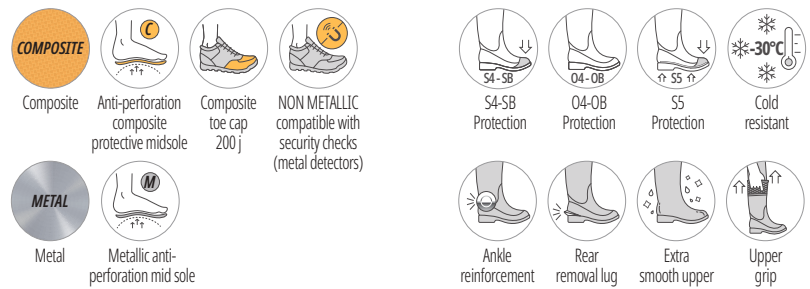 COMPOSITE
C
Composite
Anti-perforation
composite
protective midsole
Composite
toe cap
200 j
NON METALLIC
compatible with
security checks
(metal detectors)
METAL
M
Metal
Metallic anti-
perforation mid sole
S4 - SB
S4-SB
Protection
O4 - OB
O4-OB
Protection
S5
S5
Protection
-30°C
Cold
resistant
Ankle
reinforcement
Rear
removal lug
Extra
smooth upper
Upper
grip